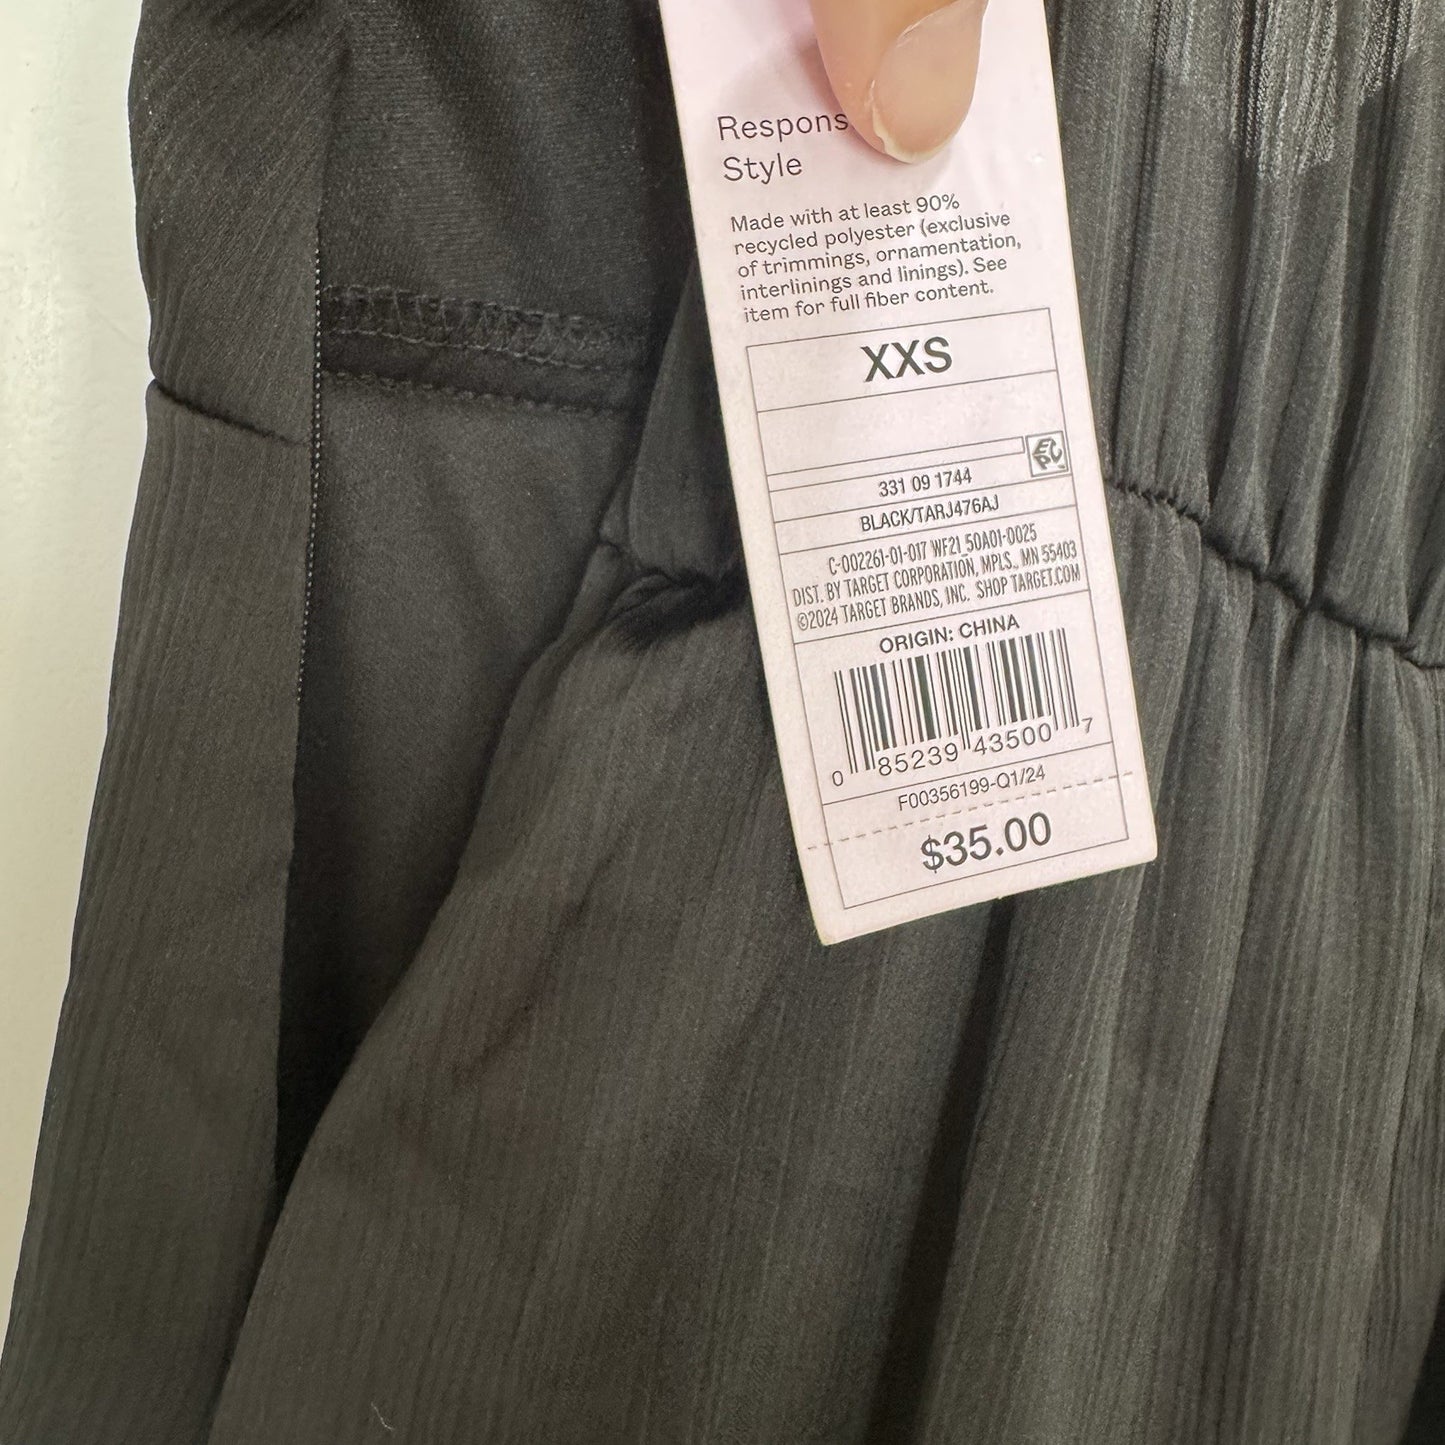 Respons
Style
Made with at least 90%
recycled polyester (exclusive
of trimmings, ornamentation,
interlinings and linings). See
item for full fiber content.
XXS
EPC
331 09 1744
BLACK/TARJ476AJ
C-002261-01-017 WF21_50A01-0025
DIST. BY TARGET CORPORATION, MPLS., MN 55403
©2024 TARGET BRANDS, INC. SHOP TARGET.COM
ORIGIN: CHINA
0 85239 43500 7
F00356199-Q1/24
$35.00